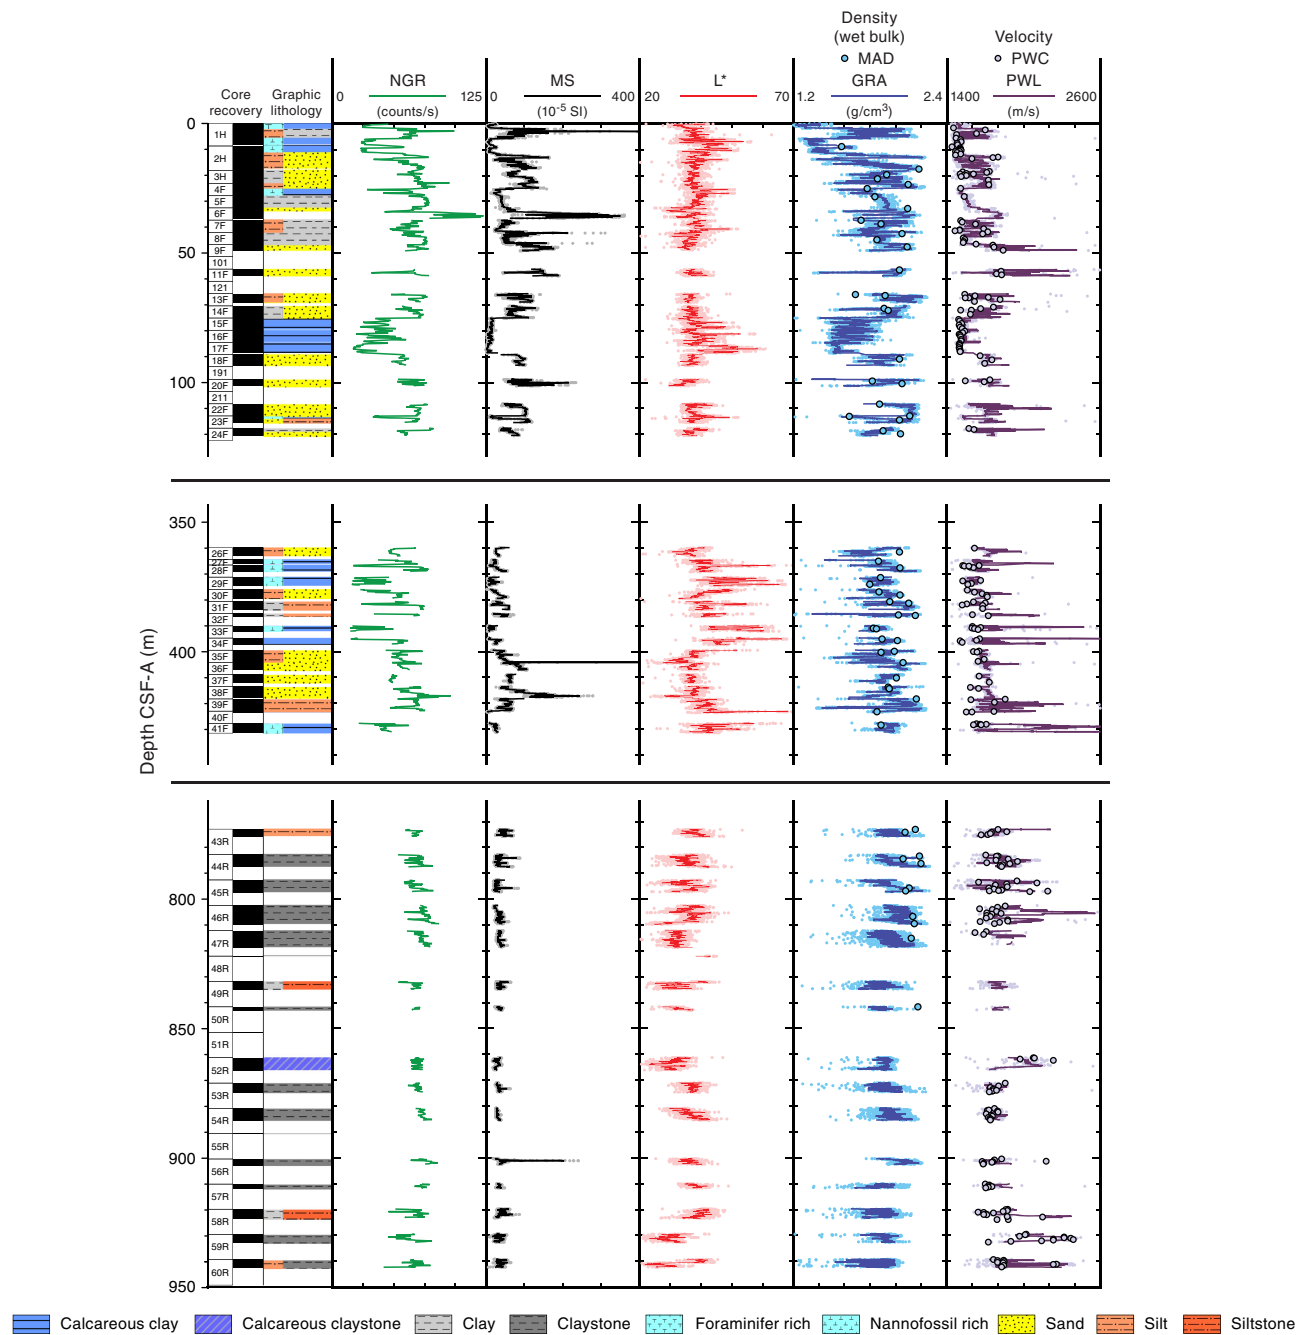 Density
(wet bulk)
MAD
Velocity
PWC
Core
recovery
Graphic
lithology
NGR
MS
L*
GRA
PWL
0 125
0 400
20 70
1.2 2.4
1400 2600
(counts/s)
(10-5 SI)
(g/cm3)
(m/s)
Depth CSF-A (m)
0
1H
2H
3H
4F
5F
6F
7F
8F
9F
50
101
11F
121
13F
14F
15F
16F
17F
18F
191
100
20F
211
22F
23F
24F
350
26F
27F
28F
29F
30F
31F
32F
33F
34F
400
35F
36F
37F
38F
39F
40F
41F
43R
44R
800
45R
46R
47R
48R
49R
50R
850
51R
52R
53R
54R
55R
900
56R
57R
58R
59R
60R
950
Calcareous clay
Calcareous claystone
Clay
Claystone
Foraminifer rich
Nannofossil rich
Sand
Silt
Siltstone